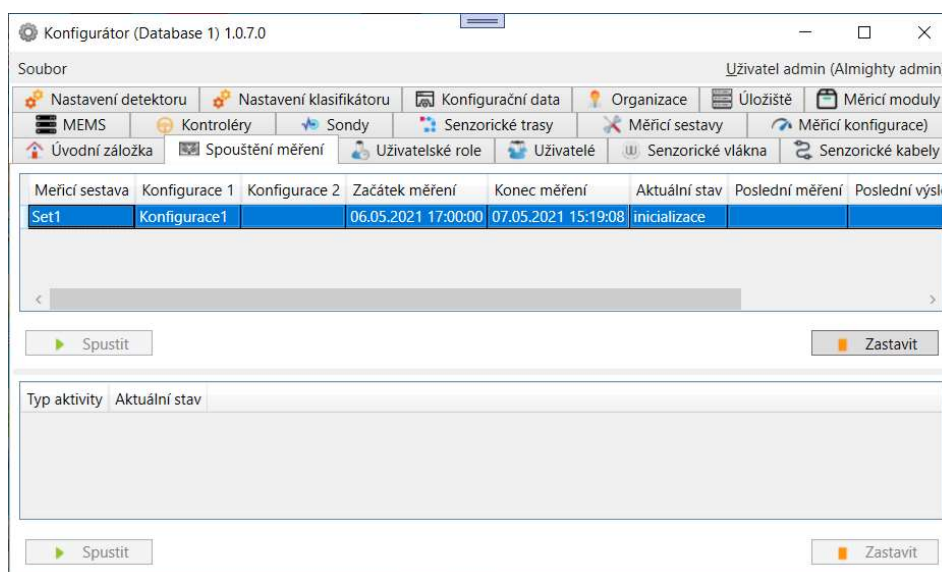 Konfigurátor (Database 1) 1.0.7.0
Soubor Uživatel admin (Almighty admin)
Nastavení detektoru Nastavení klasifikátoru Konfigurační data Organizace Úložiště Měricí moduly
MEMS Kontroléry Sondy Senzorické trasy Měřicí sestavy Měřicí konfigurace)
Úvodní záložka Spouštění měření Uživatelské role Uživatelé Senzorické vlákna Senzorické kabely
Meřicí sestava Konfigurace 1 Konfigurace 2 Začátek měření Konec měření Aktuální stav Poslední měření Poslední
Set1 Konfigurace1 06.05.2021 17:00:00 07.05.2021 15:19:08 inicializace
Spustit Zastavit
Typ aktivity Aktuální stav
Spustit Zastavit